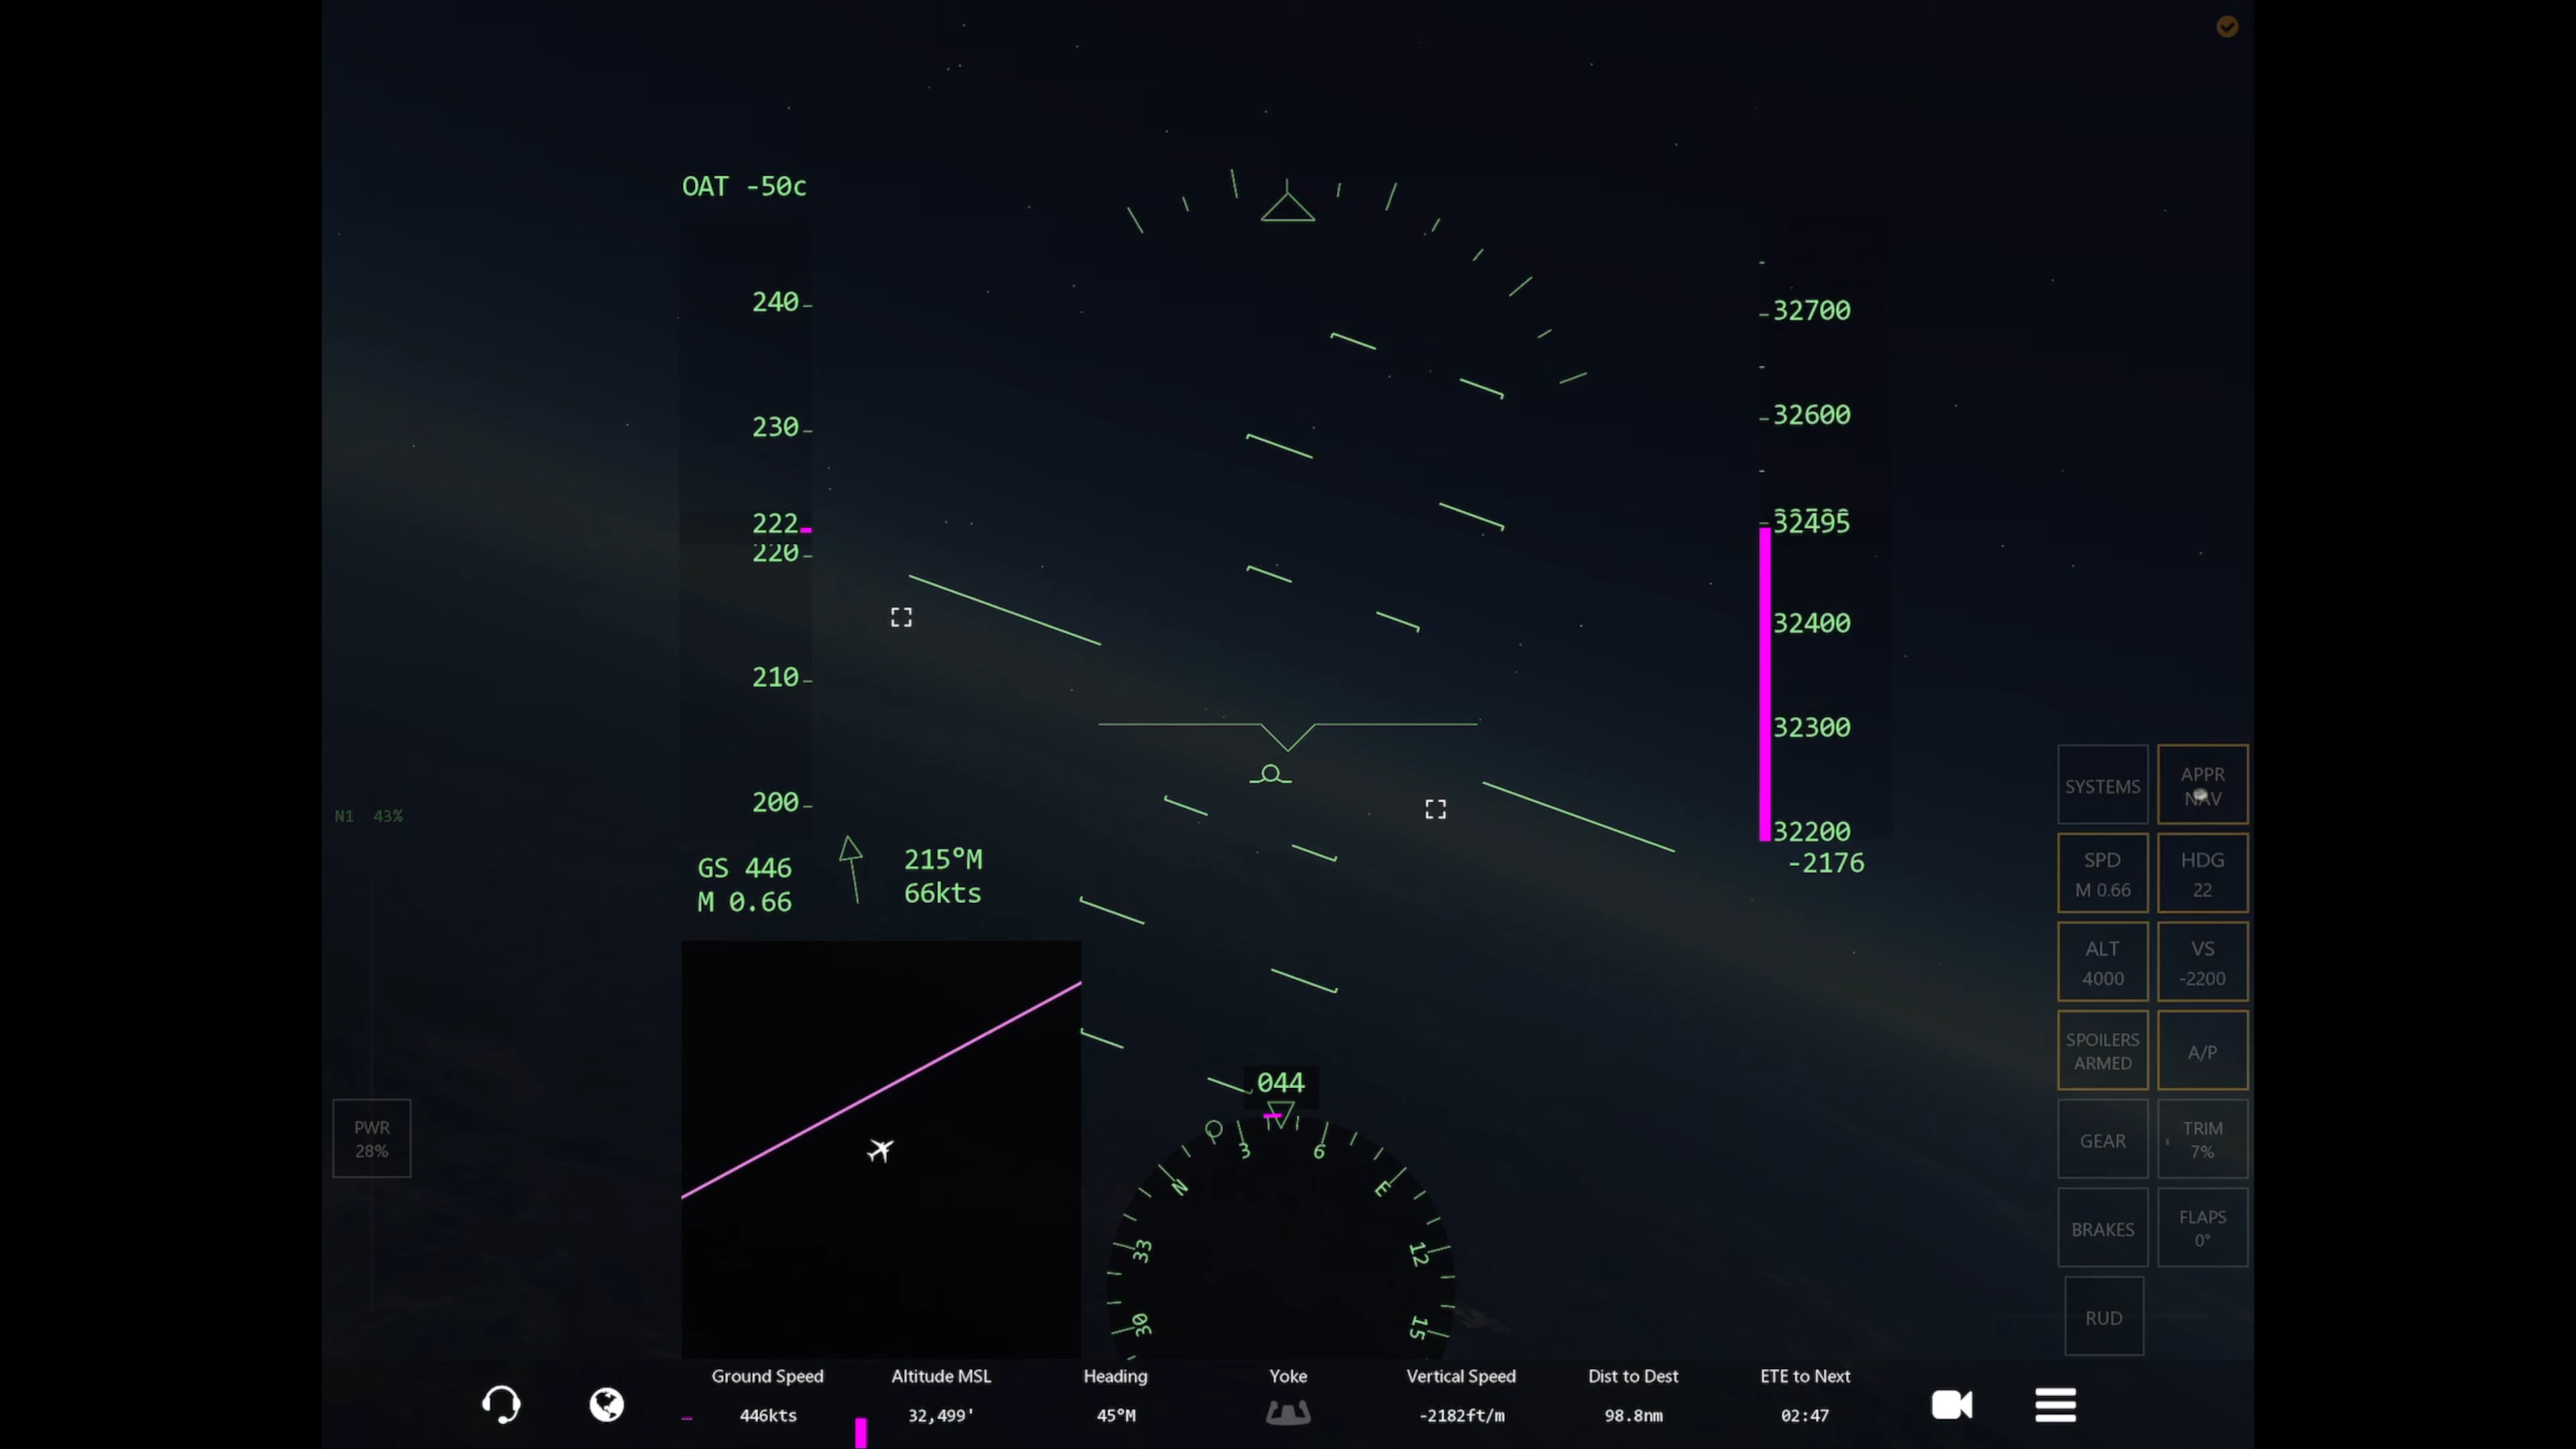 OAT -50c
240
230
222
220
210
200
GS 446
M 0.66
215°M
66kts
32700
32600
32495
32400
32300
32200
-2176
N1 43%
PWR
28%
044
N
3
6
E
33
12
30
15
SYSTEMS
APPR
NAV
SPD
M 0.66
HDG
22
ALT
4000
VS
-2200
SPOILERS
ARMED
A/P
GEAR
TRIM
7%
BRAKES
FLAPS
0°
RUD
Ground Speed
446kts
Altitude MSL
32,499'
Heading
45°M
Yoke
Vertical Speed
-2182ft/m
Dist to Dest
98.8nm
ETE to Next
02:47